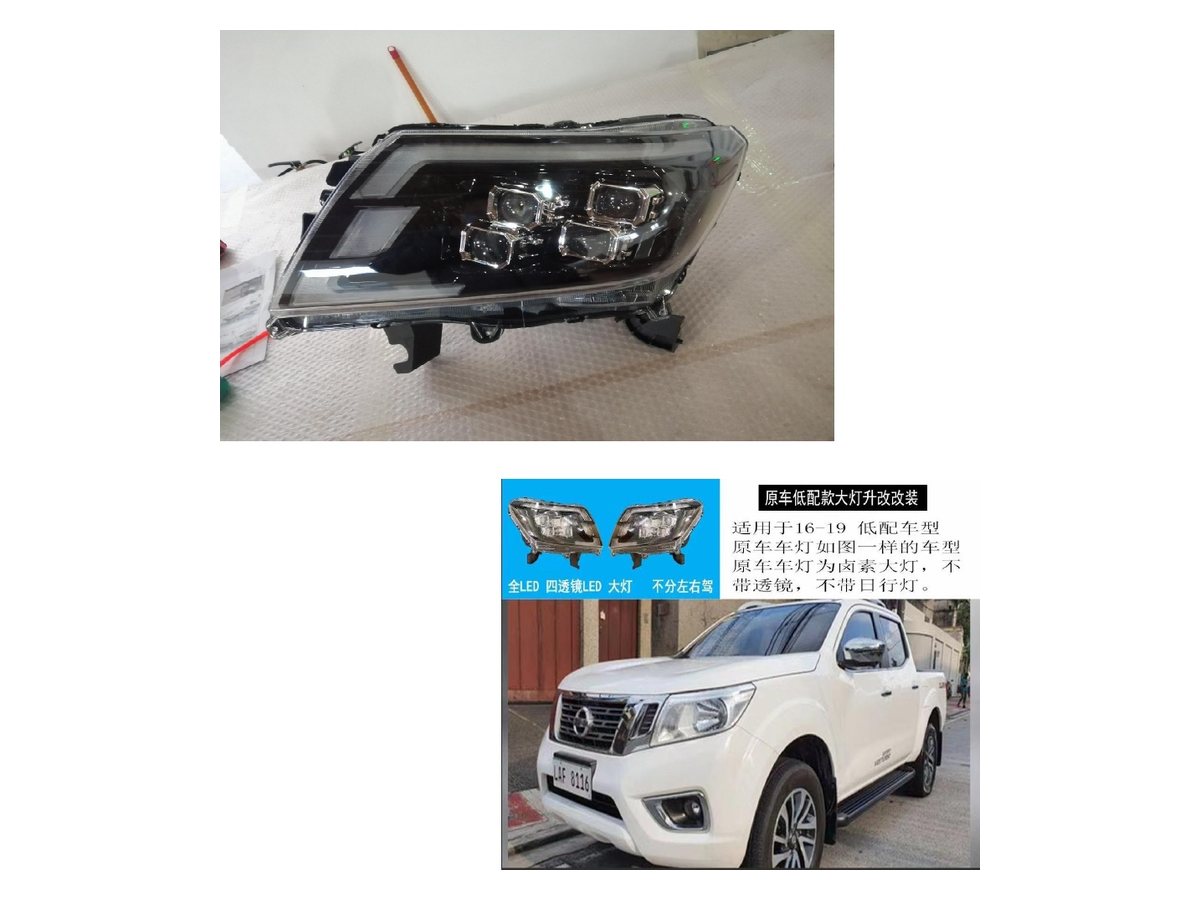 原车低配款大灯升改改装
适用于16-19 低配车型
原车车灯如图一样的车型
原车车灯为卤素大灯，不
带透镜，不带日行灯。
全LED 四透镜LED 大灯 不分左右驾
LAF 8116